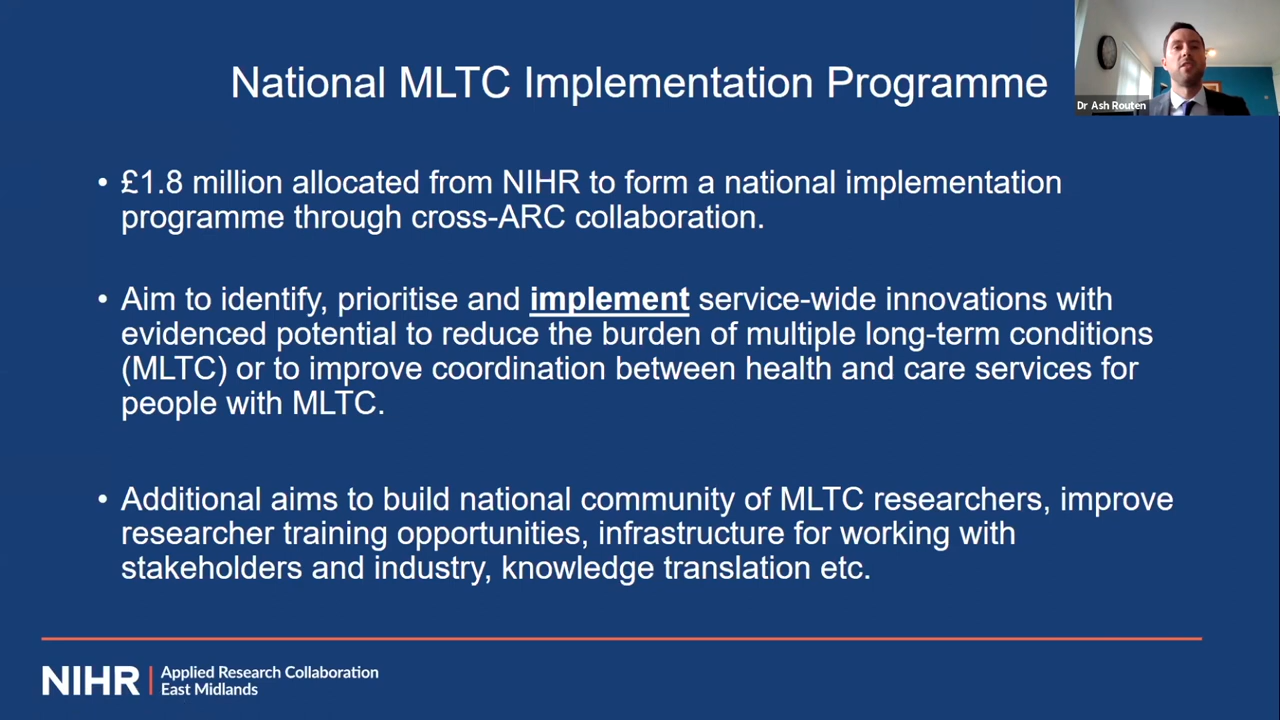 National MLTC Implementation Programme
Dr Ash Routen
• £1.8 million allocated from NIHR to form a national implementation
programme through cross-ARC collaboration.
• Aim to identify, prioritise and implement service-wide innovations with
evidenced potential to reduce the burden of multiple long-term conditions
(MLTC) or to improve coordination between health and care services for
people with MLTC.
• Additional aims to build national community of MLTC researchers, improve
researcher training opportunities, infrastructure for working with
stakeholders and industry, knowledge translation etc.
NIHR | Applied Research Collaboration
East Midlands